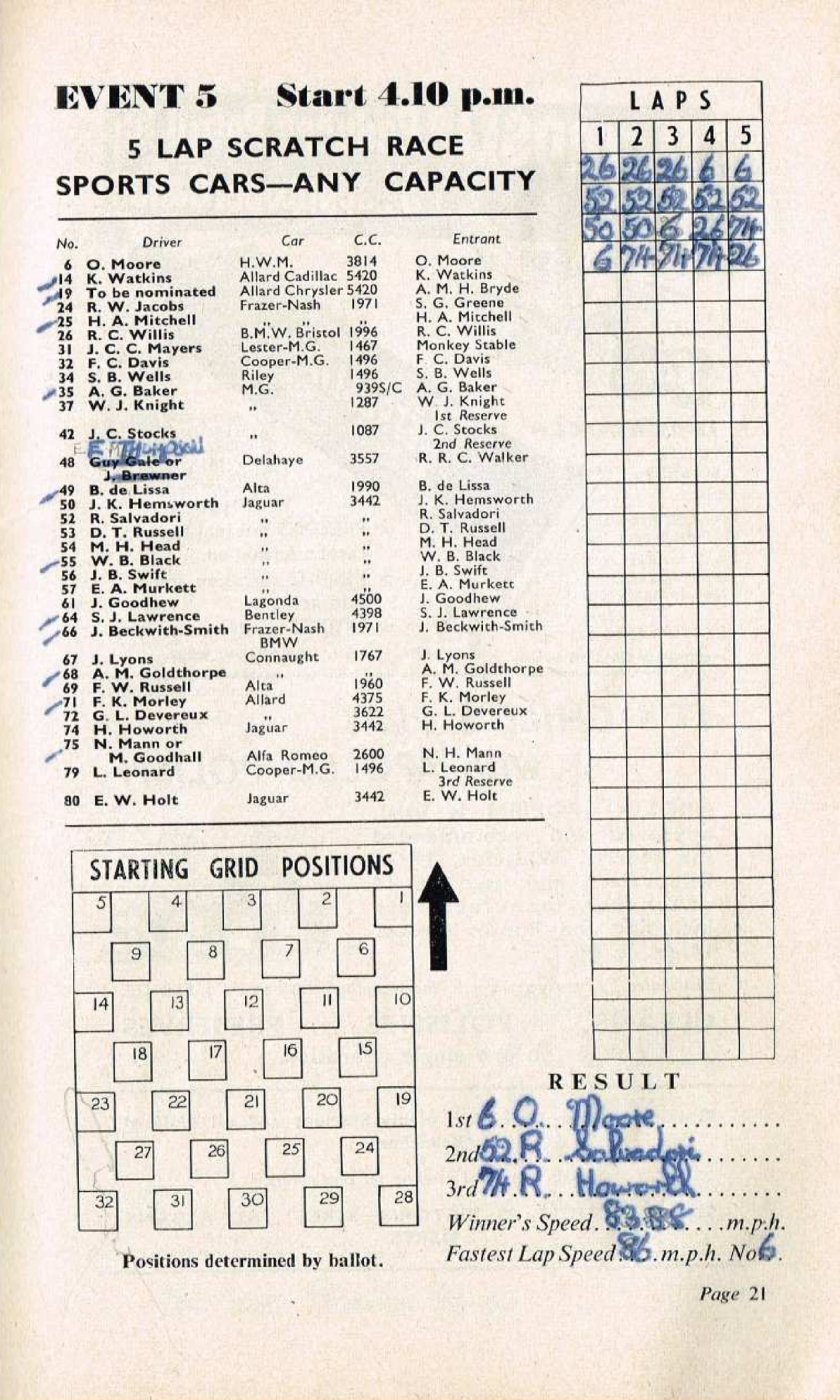 EVENT 5 Start 4.10 p.m.
5 LAP SCRATCH RACE
SPORTS CARS—ANY CAPACITY
No. Driver Car C.C. Entrant
6 O. Moore H.W.M. 3814 O. Moore
14 K. Watkins Allard Cadillac 5420 K. Watkins
19 To be nominated Allard Chrysler 5420 A. M. H. Bryde
24 R. W. Jacobs Frazer-Nash 1971 S. G. Greene
25 H. A. Mitchell ,, ,, ,, H. A. Mitchell
26 R. C. Willis B.M.W. Bristol 1996 R. C. Willis
31 J. C. C. Mayers Lester-M.G. 1467 Monkey Stable
32 F. C. Davis Cooper-M.G. 1496 F. C. Davis
34 S. B. Wells Riley 1496 S. B. Wells
35 A. G. Baker M.G. 939S/C A. G. Baker
37 W. J. Knight ,, 1287 W. J. Knight
1st Reserve
42 J. C. Stocks ,, 1087 J. C. Stocks
2nd Reserve
48 Guy Gale or Delahaye 3557 R. R. C. Walker
J. Brewner
49 B. de Lissa Alta 1990 B. de Lissa
50 J. K. Hemsworth Jaguar 3442 J. K. Hemsworth
52 R. Salvadori ,, ,, R. Salvadori
53 D. T. Russell ,, ,, D. T. Russell
54 M. H. Head ,, ,, M. H. Head
55 W. B. Black ,, ,, W. B. Black
56 J. B. Swift ,, ,, J. B. Swift
57 E. A. Murkett ,, ,, E. A. Murkett
61 J. Goodhew Lagonda 4500 J. Goodhew
64 S. J. Lawrence Bentley 4398 S. J. Lawrence
66 J. Beckwith-Smith Frazer-Nash 1971 J. Beckwith-Smith
BMW
67 J. Lyons Connaught 1767 J. Lyons
68 A. M. Goldthorpe ,, ,, A. M. Goldthorpe
69 F. W. Russell Alta 1960 F. W. Russell
71 F. K. Morley Allard 4375 F. K. Morley
72 G. L. Devereux ,, 3622 G. L. Devereux
74 H. Howorth Jaguar 3442 H. Howorth
75 N. Mann or
M. Goodhall Alfa Romeo 2600 N. H. Mann
79 L. Leonard Cooper-M.G. 1496 L. Leonard
3rd Reserve
80 E. W. Holt Jaguar 3442 E. W. Holt
LAPS
1 2 3 4 5
26 26 26 6 6
52 52 52 52 52
50 50 6 26 74
6 74 74 74 26
STARTING GRID POSITIONS
5 4 3 2 1
9 8 7 6
14 13 12 11 10
18 17 16 15
23 22 21 20 19
27 26 25 24
32 31 30 29 28
Positions determined by ballot.
RESULT
1st 6 O. Moore
2nd 52 R. Salvadori
3rd 74 R. Howorth
Winner's Speed 83.88 m.p.h.
Fastest Lap Speed 86 m.p.h. No 6.
Page 21